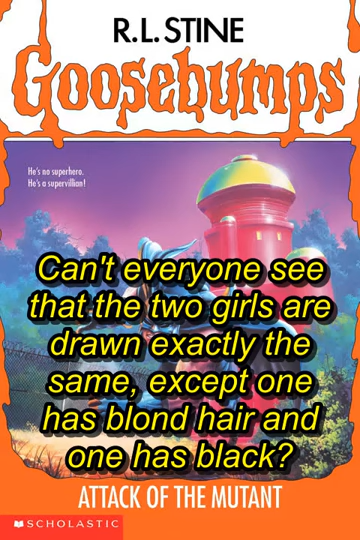 R.L. STINE
Goosebumps
He's no superhero.
He's a supervillian!
Can't everyone see
that the two girls are
drawn exactly the
same, except one
has blond hair and
one has black?
ATTACK OF THE MUTANT
SCHOLASTIC